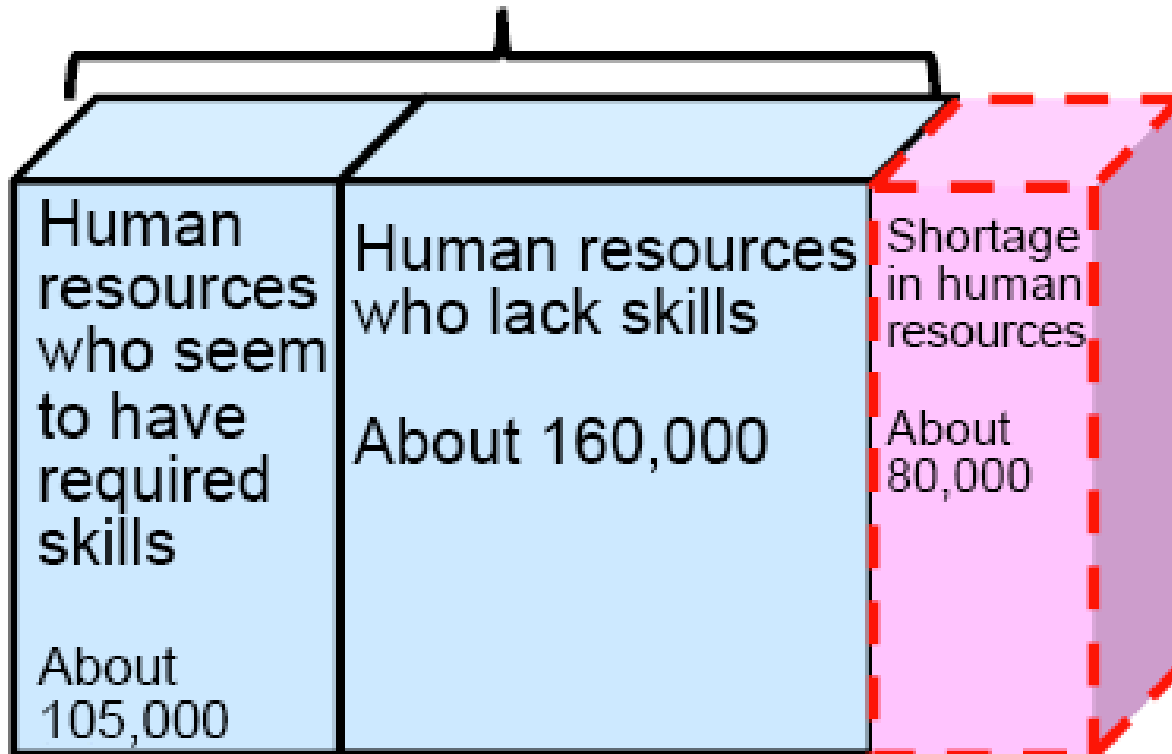 Human
resources
who seem
to have
required
skills
About
105,000
Human resources
who lack skills
About 160,000
Shortage
in human
resources
About
80,000